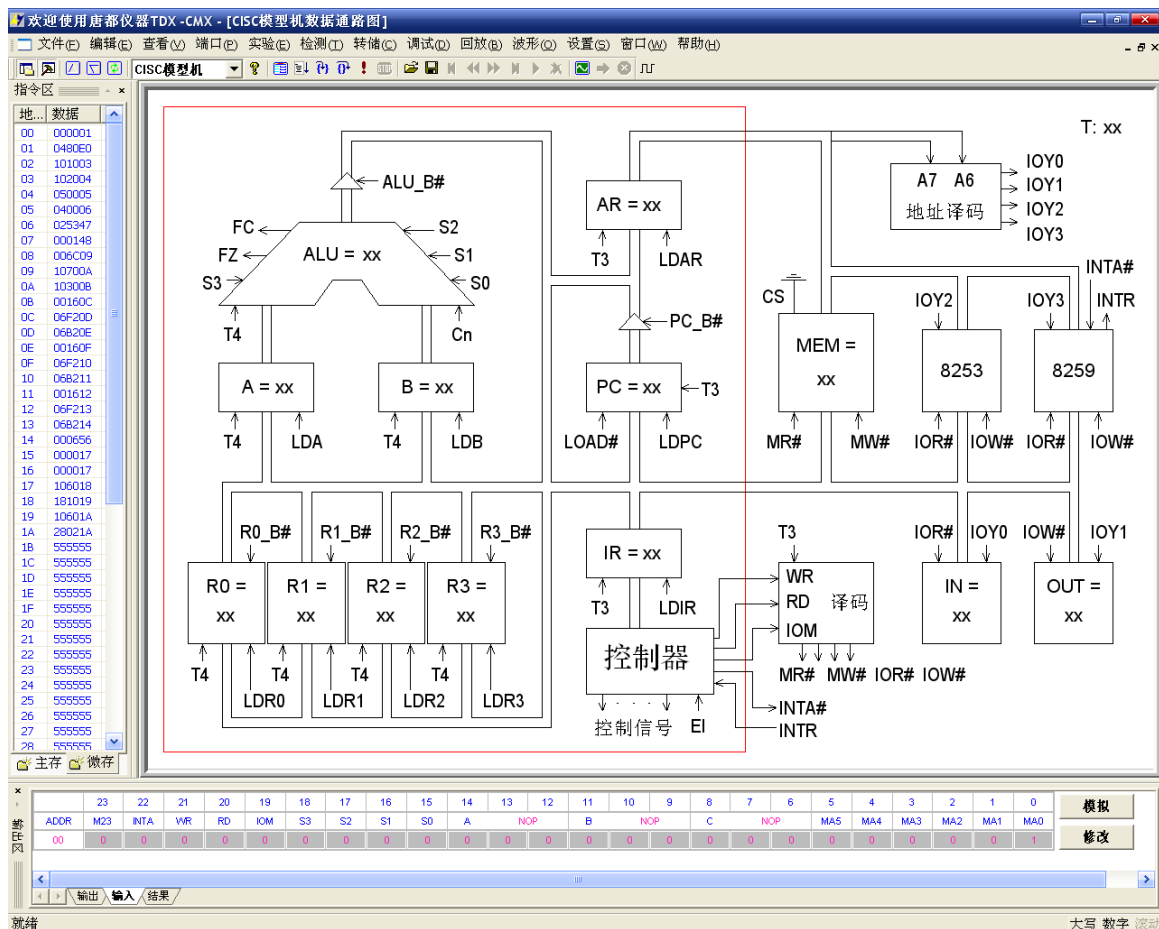 欢迎使用唐都仪器TDX -CMX - [CISC模型机数据通路图]
文件(F) 编辑(E) 查看(V) 端口(P) 实验(E) 检测(T) 转储(C) 调试(D) 回放(B) 波形(O) 设置(S) 窗口(W) 帮助(H)
CISC模型机
指令区
地... 数据
00 000001
01 0480E0
02 101003
03 102004
04 050005
05 040006
06 025347
07 000148
08 006C09
09 10700A
0A 10300B
0B 00160C
0C 06F20D
0D 06B20E
0E 00160F
0F 06F210
10 06B211
11 001612
12 06F213
13 06B214
14 000656
15 000017
16 000017
17 106018
18 181019
19 10601A
1A 28021A
1B 555555
1C 555555
1D 555555
1E 555555
1F 555555
20 555555
21 555555
22 555555
23 555555
24 555555
25 555555
26 555555
27 555555
28 555555
主存 微存
T: xx
ALU_B#
FC
S2
FZ
ALU = xx
S1
S3
S0
T4
Cn
A = xx
B = xx
T4 LDA T4 LDB
AR = xx
T3 LDAR
PC_B#
PC = xx
T3
LOAD# LDPC
A7 A6
地址译码
IOY0
IOY1
IOY2
IOY3
CS
MEM =
xx
MR# MW#
IOY2
8253
IOR# IOW#
IOY3
INTA#
INTR
8259
IOR# IOW#
R0_B# R1_B# R2_B# R3_B#
R0 =
xx
R1 =
xx
R2 =
xx
R3 =
xx
T4 T4 T4 T4
LDR0 LDR1 LDR2 LDR3
IR = xx
T3 LDIR
控制器
· · ·
控制信号
EI
INTA#
INTR
T3
WR
RD
译码
IOM
MR# MW# IOR# IOW#
IOR# IOY0
IN =
xx
IOW# IOY1
OUT =
xx
23 22 21 20 19 18 17 16 15 14 13 12 11 10 9 8 7 6 5 4 3 2 1 0
ADDR M23 INTA WR RD IOM S3 S2 S1 S0 A NOP B NOP C NOP MA5 MA4 MA3 MA2 MA1 MA0
00 0 0 0 0 0 0 0 0 0 0 0 0 0 0 0 0 0 0 0 0 0 0 0 1
模拟
修改
输出 输入 结果
就绪
大写 数字 滚动